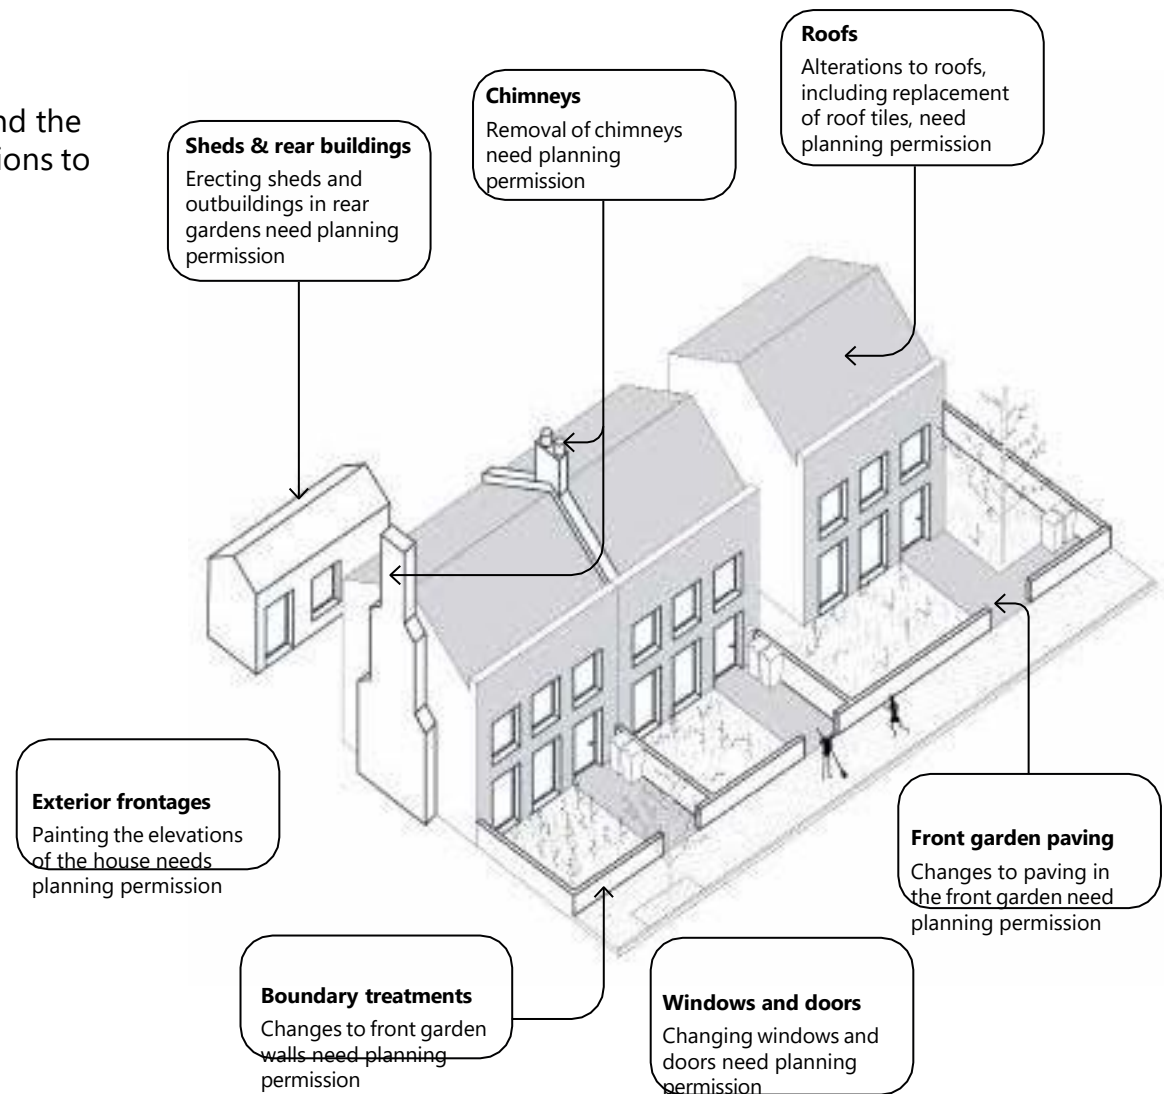 nd the
ions to
Roofs
Alterations to roofs,
including replacement
of roof tiles, need
planning permission
Chimneys
Removal of chimneys
need planning
permission
Sheds & rear buildings
Erecting sheds and
outbuildings in rear
gardens need planning
permission
Exterior frontages
Painting the elevations
of the house needs
planning permission
Front garden paving
Changes to paving in
the front garden need
planning permission
Boundary treatments
Changes to front garden
walls need planning
permission
Windows and doors
Changing windows and
doors need planning
permission